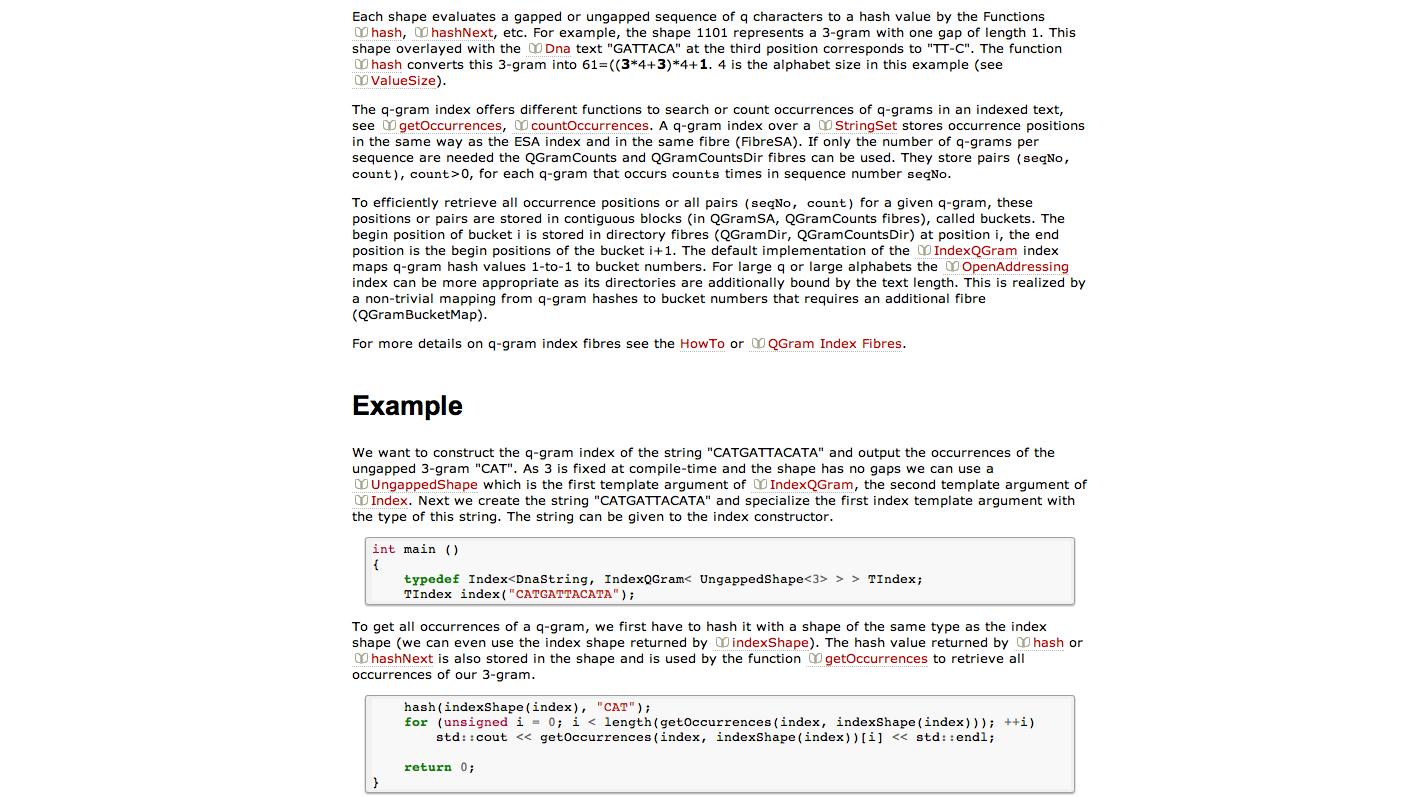 Each shape evaluates a gapped or ungapped sequence of q characters to a hash value by the Functions
hash, hashNext, etc. For example, the shape 1101 represents a 3-gram with one gap of length 1. This
shape overlayed with the Dna text "GATTACA" at the third position corresponds to "TT-C". The function
hash converts this 3-gram into 61=((3*4+3)*4+1. 4 is the alphabet size in this example (see
ValueSize).
The q-gram index offers different functions to search or count occurrences of q-grams in an indexed text,
see getOccurrences, countOccurrences. A q-gram index over a StringSet stores occurrence positions
in the same way as the ESA index and in the same fibre (FibreSA). If only the number of q-grams per
sequence are needed the QGramCounts and QGramCountsDir fibres can be used. They store pairs (seqNo,
count), count>0, for each q-gram that occurs counts times in sequence number seqNo.
To efficiently retrieve all occurrence positions or all pairs (seqNo, count) for a given q-gram, these
positions or pairs are stored in contiguous blocks (in QGramSA, QGramCounts fibres), called buckets. The
begin position of bucket i is stored in directory fibres (QGramDir, QGramCountsDir) at position i, the end
position is the begin positions of the bucket i+1. The default implementation of the IndexQGram index
maps q-gram hash values 1-to-1 to bucket numbers. For large q or large alphabets the OpenAddressing
index can be more appropriate as its directories are additionally bound by the text length. This is realized by
a non-trivial mapping from q-gram hashes to bucket numbers that requires an additional fibre
(QGramBucketMap).
For more details on q-gram index fibres see the HowTo or QGram Index Fibres.
Example
We want to construct the q-gram index of the string "CATGATTACATA" and output the occurrences of the
ungapped 3-gram "CAT". As 3 is fixed at compile-time and the shape has no gaps we can use a
UngappedShape which is the first template argument of IndexQGram, the second template argument of
Index. Next we create the string "CATGATTACATA" and specialize the first index template argument with
the type of this string. The string can be given to the index constructor.
int main ()
{
    typedef Index<DnaString, IndexQGram< UngappedShape<3> > > TIndex;
    TIndex index("CATGATTACATA");
To get all occurrences of a q-gram, we first have to hash it with a shape of the same type as the index
shape (we can even use the index shape returned by indexShape). The hash value returned by hash or
hashNext is also stored in the shape and is used by the function getOccurrences to retrieve all
occurrences of our 3-gram.
    hash(indexShape(index), "CAT");
    for (unsigned i = 0; i < length(getOccurrences(index, indexShape(index))); ++i)
        std::cout << getOccurrences(index, indexShape(index))[i] << std::endl;
    return 0;
}